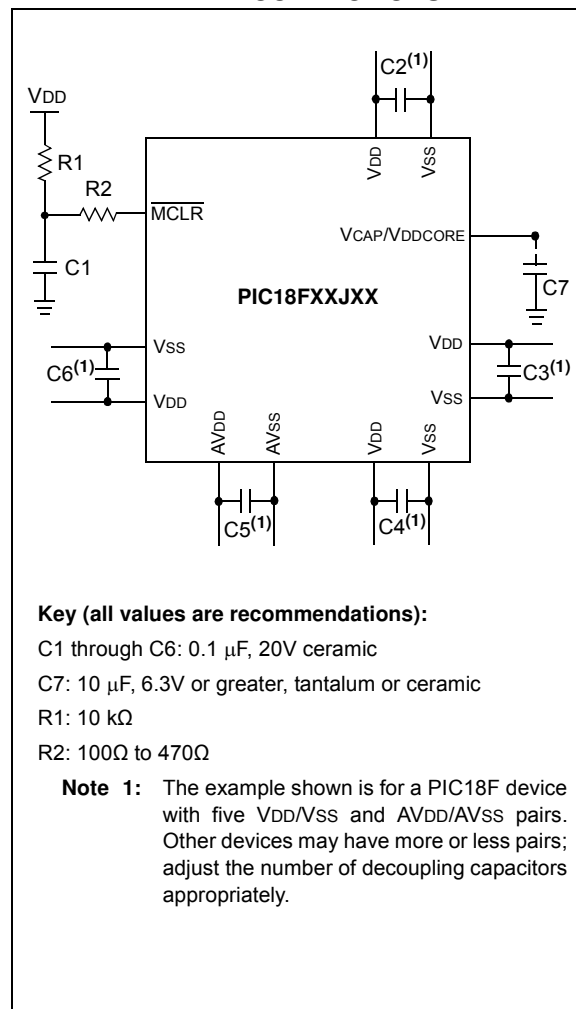 C2(1)
VDD
R1
R2
C1
MCLR
VDD
VSS
VCAP/VDDCORE
C7
PIC18FXXJXX
VSS
VDD
C6(1)
VDD
VSS
C3(1)
AVDD
AVSS
VDD
VSS
C5(1)
C4(1)
Key (all values are recommendations):
C1 through C6: 0.1 μF, 20V ceramic
C7: 10 μF, 6.3V or greater, tantalum or ceramic
R1: 10 kΩ
R2: 100Ω to 470Ω
Note 1: The example shown is for a PIC18F device
with five VDD/VSS and AVDD/AVSS pairs.
Other devices may have more or less pairs;
adjust the number of decoupling capacitors
appropriately.